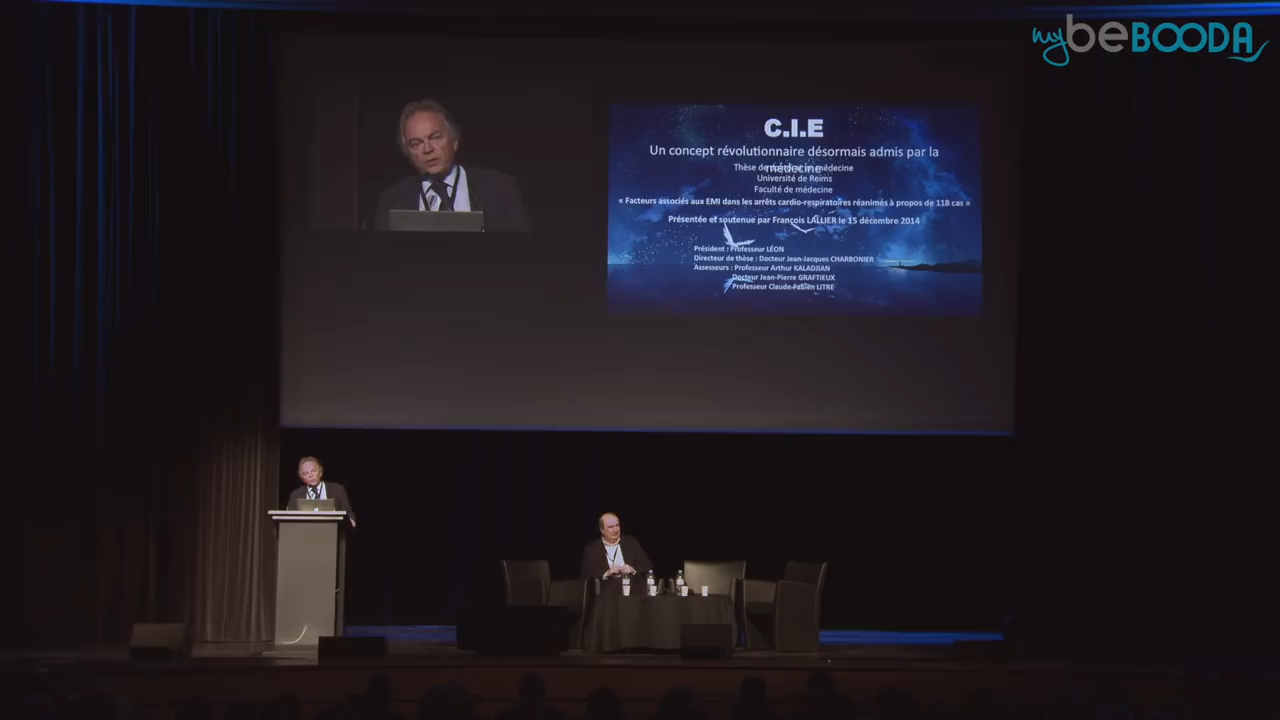 mybeBOODA
C.I.E
Un concept révolutionnaire désormais admis par la
médecine
Thèse de doctorat en médecine
Université de Reims
Faculté de médecine
« Facteurs associés aux EMI dans les arrêts cardio-respiratoires réanimés à propos de 118 cas »
Présentée et soutenue par François LALLIER le 15 décembre 2014
Président : Professeur LÉON
Directeur de thèse : Docteur Jean-Jacques CHARBONIER
Assesseurs : Professeur Arthur KALADJIAN
Docteur Jean-Pierre GRAFTIEUX
Professeur Claude-Fabien LITRE